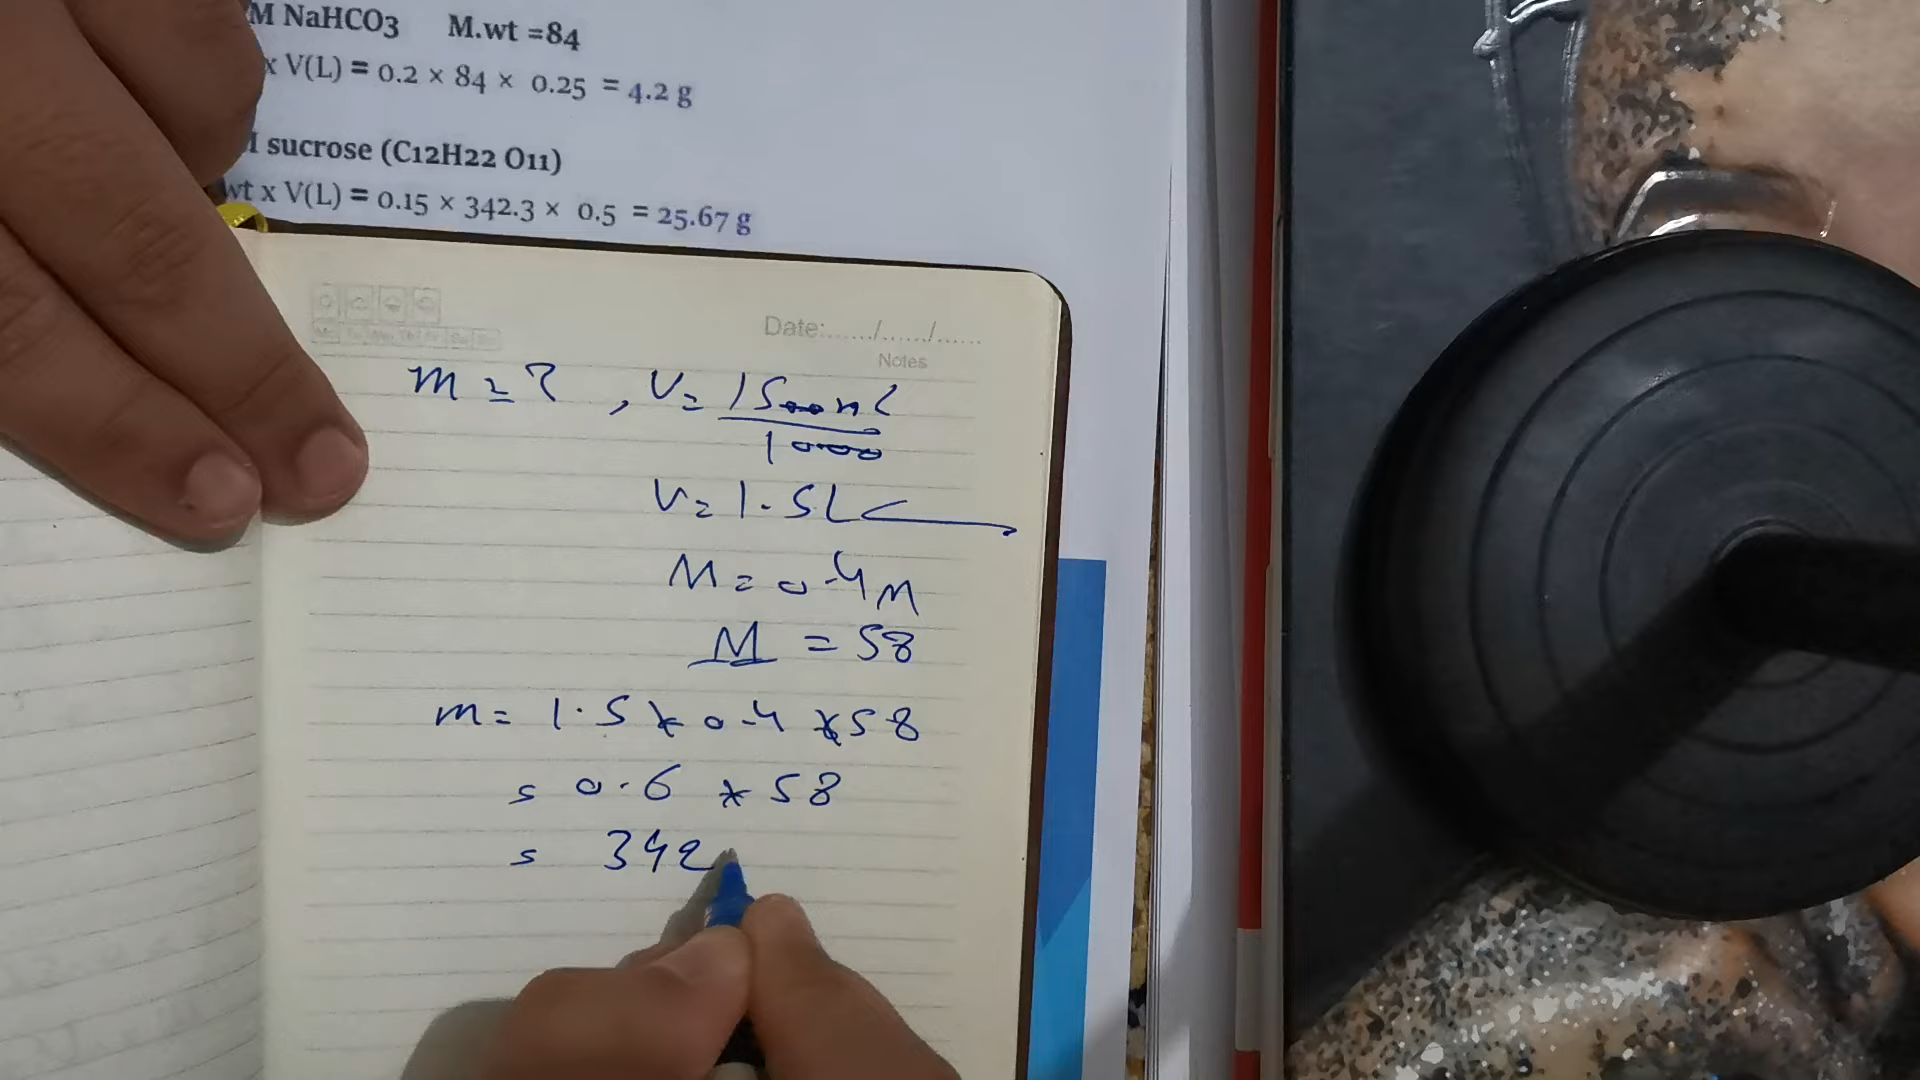 M NaHCO3 M.wt =84
x V(L) = 0.2 × 84 × 0.25 = 4.2 g
sucrose (C12H22 O11)
wt x V(L) = 0.15 × 342.3 × 0.5 = 25.67 g
Date:....../....../......
Notes
m = ? , V = 1500mL
1000
V = 1.5L
M = 0.4M
M = 58
m = 1.5 * 0.4 * 58
= 0.6 * 58
= 342